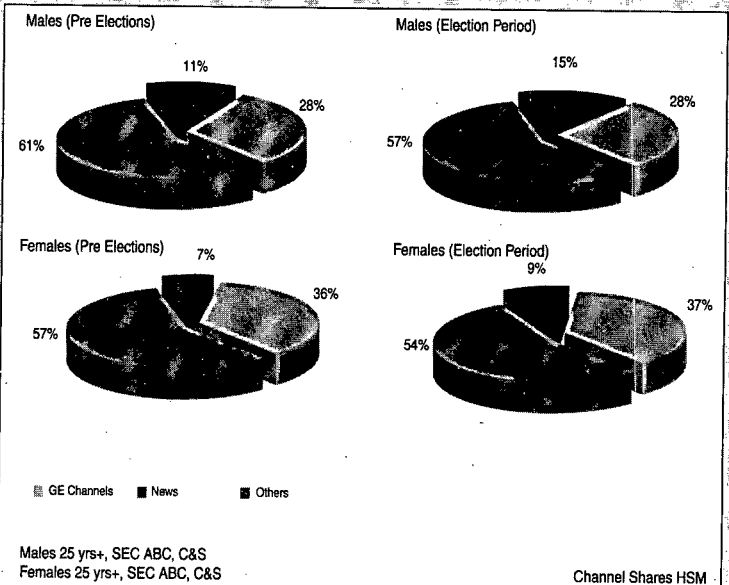 Males (Pre Elections)
11%
28%
61%
Males (Election Period)
15%
28%
57%
Females (Pre Elections)
7%
36%
57%
Females (Election Period)
9%
37%
54%
GE Channels News Others
Males 25 yrs+, SEC ABC, C&S
Females 25 yrs+, SEC ABC, C&S
Channel Shares HSM